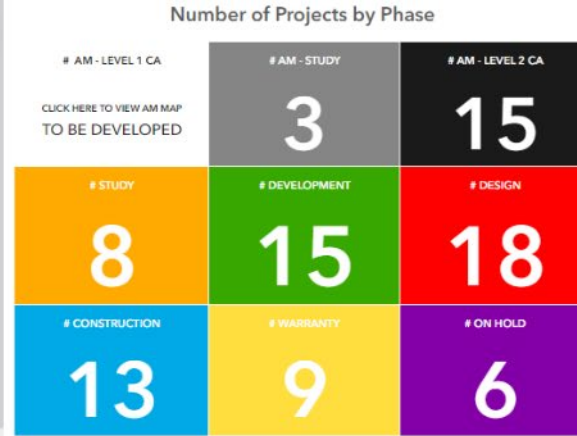 Number of Projects by Phase
# AM - LEVEL 1 CA
CLICK HERE TO VIEW AM MAP
TO BE DEVELOPED
# AM - STUDY
3
# AM - LEVEL 2 CA
15
# STUDY
8
# DEVELOPMENT
15
# DESIGN
18
# CONSTRUCTION
13
# WARRANTY
9
# ON HOLD
6